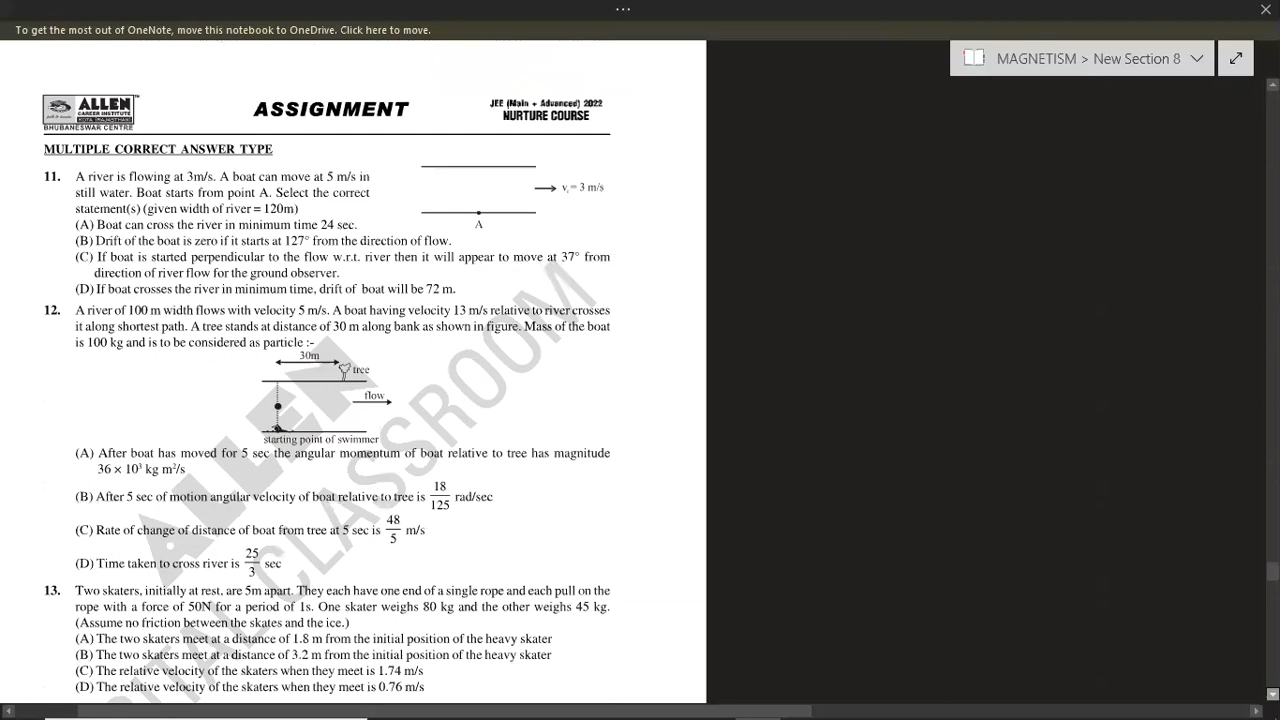 To get the most out of OneNote, move this notebook to OneDrive. Click here to move.
MAGNETISM > New Section 8
ALLEN™
CAREER INSTITUTE
KOTA (RAJASTHAN)
BHUBANESWAR CENTRE
ASSIGNMENT
JEE (Main + Advanced) 2022
NURTURE COURSE
MULTIPLE CORRECT ANSWER TYPE
11. A river is flowing at 3m/s. A boat can move at 5 m/s in
still water. Boat starts from point A. Select the correct
statement(s) (given width of river = 120m)
vr = 3 m/s
A
(A) Boat can cross the river in minimum time 24 sec.
(B) Drift of the boat is zero if it starts at 127° from the direction of flow.
(C) If boat is started perpendicular to the flow w.r.t. river then it will appear to move at 37° from
direction of river flow for the ground observer.
(D) If boat crosses the river in minimum time, drift of boat will be 72 m.
12. A river of 100 m width flows with velocity 5 m/s. A boat having velocity 13 m/s relative to river crosses
it along shortest path. A tree stands at distance of 30 m along bank as shown in figure. Mass of the boat
is 100 kg and is to be considered as particle :-
30m
tree
flow
starting point of swimmer
(A) After boat has moved for 5 sec the angular momentum of boat relative to tree has magnitude
36 × 10³ kg m²/s
(B) After 5 sec of motion angular velocity of boat relative to tree is 18/125 rad/sec
(C) Rate of change of distance of boat from tree at 5 sec is 48/5 m/s
(D) Time taken to cross river is 25/3 sec
13. Two skaters, initially at rest, are 5m apart. They each have one end of a single rope and each pull on the
rope with a force of 50N for a period of 1s. One skater weighs 80 kg and the other weighs 45 kg.
(Assume no friction between the skates and the ice.)
(A) The two skaters meet at a distance of 1.8 m from the initial position of the heavy skater
(B) The two skaters meet at a distance of 3.2 m from the initial position of the heavy skater
(C) The relative velocity of the skaters when they meet is 1.74 m/s
(D) The relative velocity of the skaters when they meet is 0.76 m/s
ALLEN
DIGITAL CLASSROOM